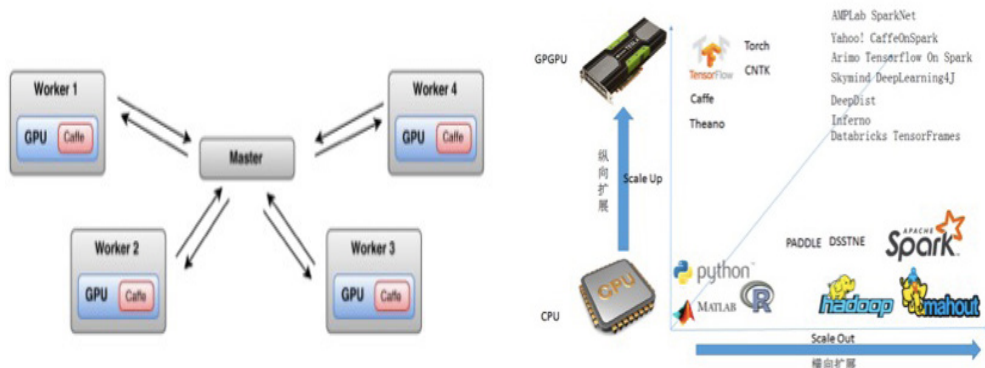 Worker 1
GPU Caffe
Worker 4
GPU Caffe
Master
Worker 2
GPU Caffe
Worker 3
GPU Caffe
GPGPU
TensorFlow
Torch
CNTK
Caffe
Theano
AMPLab SparkNet
Yahoo! CaffeOnSpark
Arimo Tensorflow On Spark
Skymind DeepLearning4J
DeepDist
Inferno
Databricks TensorFrames
纵向扩展
Scale Up
CPU
CPU
python
MATLAB
R
PADDLE DSSTNE
APACHE
Spark
hadoop
mahout
Scale Out
横向扩展